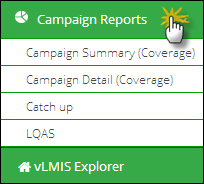 Campaign Reports
Campaign Summary (Coverage)
Campaign Detail (Coverage)
Catch up
LQAS
vLMIS Explorer